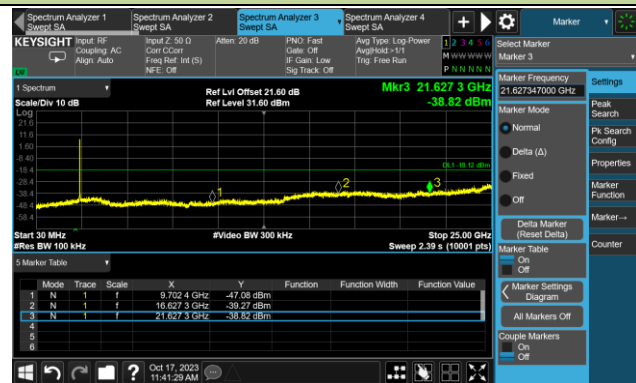 Spectrum Analyzer 1
Swept SA
Spectrum Analyzer 2
Swept SA
Spectrum Analyzer 3
Swept SA
Spectrum Analyzer 4
Swept SA
Marker
KEYSIGHT
Input: RF
Coupling: AC
Align: Auto
Input Z: 50 Ω
Corr CCorr
Freq Ref: Int (S)
NFE: Off
Atten: 20 dB
PNO: Fast
Gate: Off
IF Gain: Low
Sig Track: Off
Avg Type: Log-Power
Avg|Hold:>1/1
Trig: Free Run
1 2 3 4 5 6
M W W W W W
P N N N N N
Select Marker
Marker 3
1 Spectrum
Scale/Div 10 dB
Log
Ref Lvl Offset 21.60 dB
Ref Level 31.60 dBm
Mkr3 21.627 3 GHz
-38.82 dBm
21.6
11.6
1.60
-8.40
-18.4
-28.4
-38.4
-48.4
-58.4
DL1 -18.12 dBm
1
2
3
Start 30 MHz
#Res BW 100 kHz
#Video BW 300 kHz
Stop 25.00 GHz
Sweep 2.39 s (10001 pts)
5 Marker Table
Mode Trace Scale X Y Function Function Width Function Value
1 N 1 f 9.702 4 GHz -47.08 dBm
2 N 1 f 16.627 3 GHz -39.27 dBm
3 N 1 f 21.627 3 GHz -38.82 dBm
4
5
6
Marker Frequency
21.627347000 GHz
Marker Mode
Normal
Delta (Δ)
Fixed
Off
Delta Marker
(Reset Delta)
Marker Table
On
Off
Marker Settings
Diagram
All Markers Off
Couple Markers
On
Off
Settings
Peak
Search
Pk Search
Config
Properties
Marker
Function
Marker→
Counter
Oct 17, 2023
11:41:29 AM